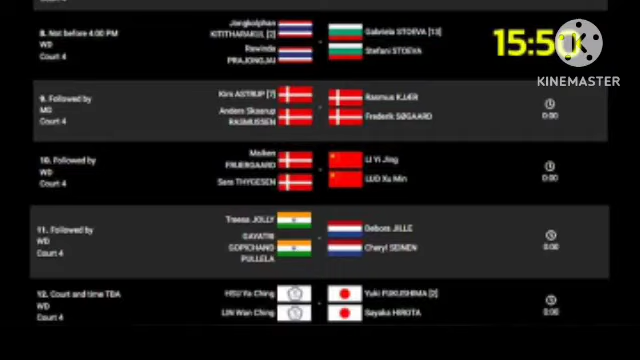 8. Not before 4:00 PM
WD
Court 4
Jongkolphan
KITITHARAKUL [2]
Rawinda
PRAJONGJAI
-
Gabriela STOEVA [13]
Stefani STOEVA
15:50
KINEMASTER
9. Followed by
MD
Court 4
Kim ASTRUP [7]
Anders Skaarup
RASMUSSEN
-
Rasmus KJÆR
Frederik SØGAARD
0:00
10. Followed by
WD
Court 4
Maiken
FRUERGAARD
Sara THYGESEN
-
LI Yi Jing
LUO Xu Min
0:00
11. Followed by
WD
Court 4
Treesa JOLLY
GAYATRI
GOPICHAND
PULLELA
-
Debora JILLE
Cheryl SEINEN
0:00
12. Court and time TBA
WD
Court 4
HSU Ya Ching
LIN Wan Ching
-
Yuki FUKUSHIMA [2]
Sayaka HIROTA
0:00